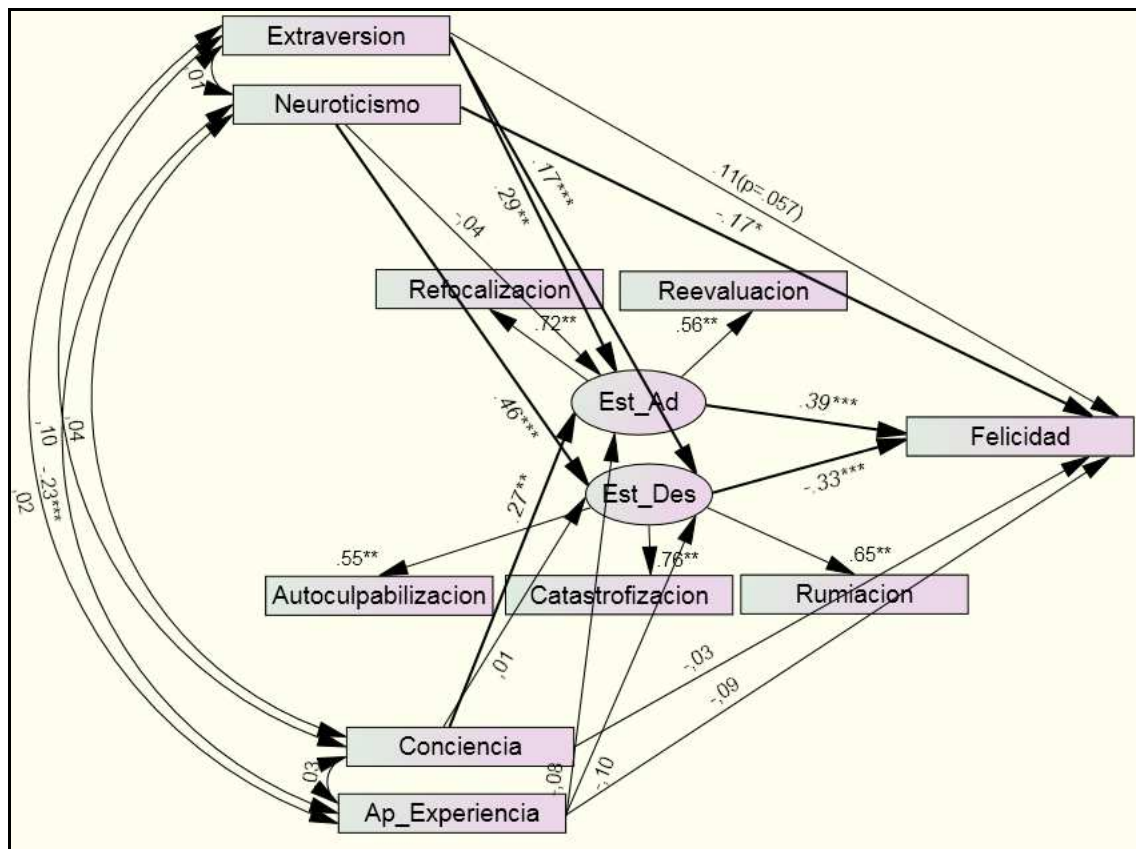 Extraversion
,01
Neuroticismo
.17***
.29**
.11(p=.057)
-.17*
-,04
Refocalizacion
Reevaluacion
.72**
.56**
Est_Ad
.46***
.39***
Felicidad
,10
,04
-.23***
,02
Est_Des
-.33***
.27**
.55**
.76**
.65**
Autoculpabilizacion
Catastrofizacion
Rumiacion
,01
-,03
-,09
Conciencia
-,08
-,10
,03
Ap_Experiencia